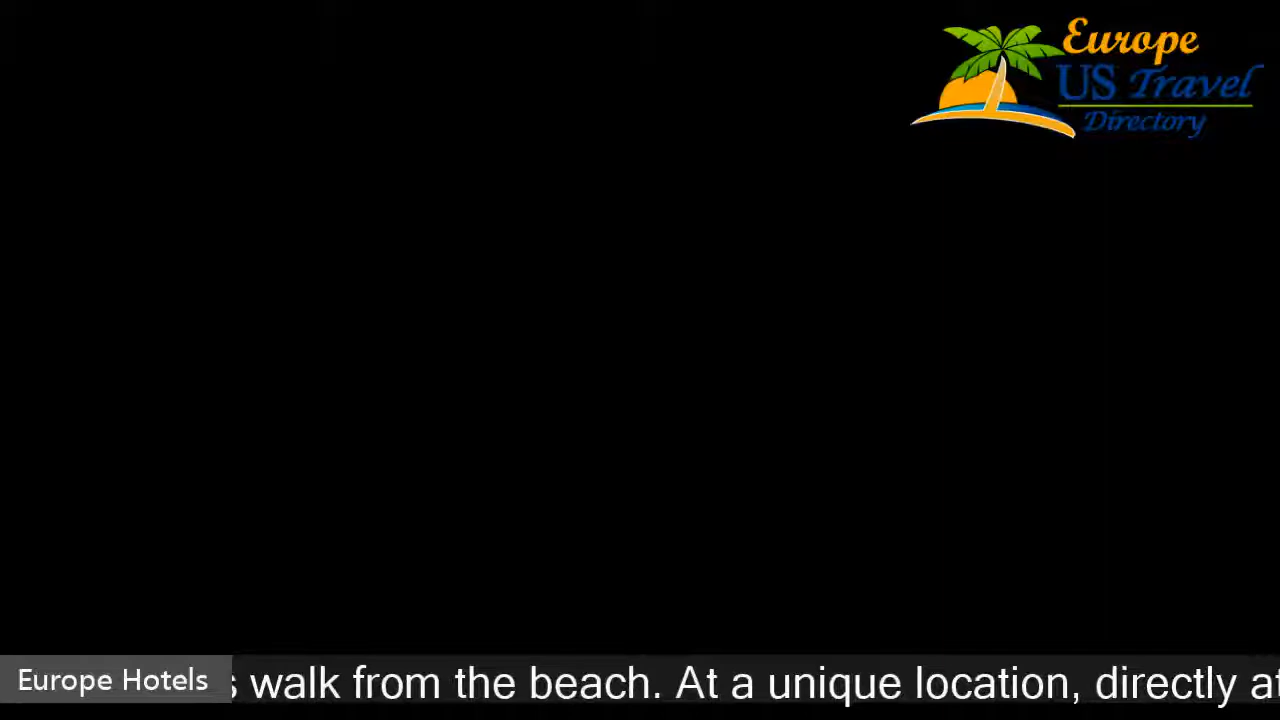 Europe
US Travel
Directory
Europe Hotels
walk from the beach. At a unique location, directly